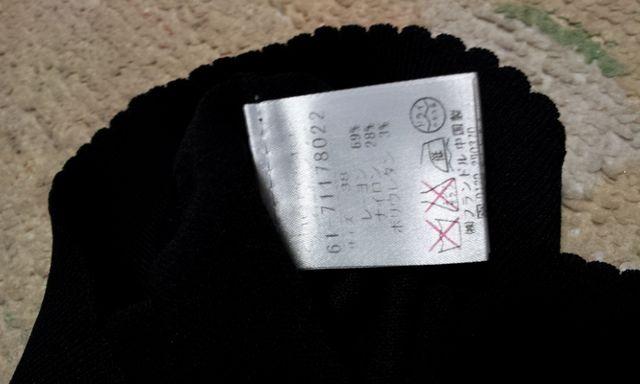 61 71178022
サイズ 38
レーヨン 69%
ナイロン 28%
ポリウレタン 3%
㈱フランドル 中国製